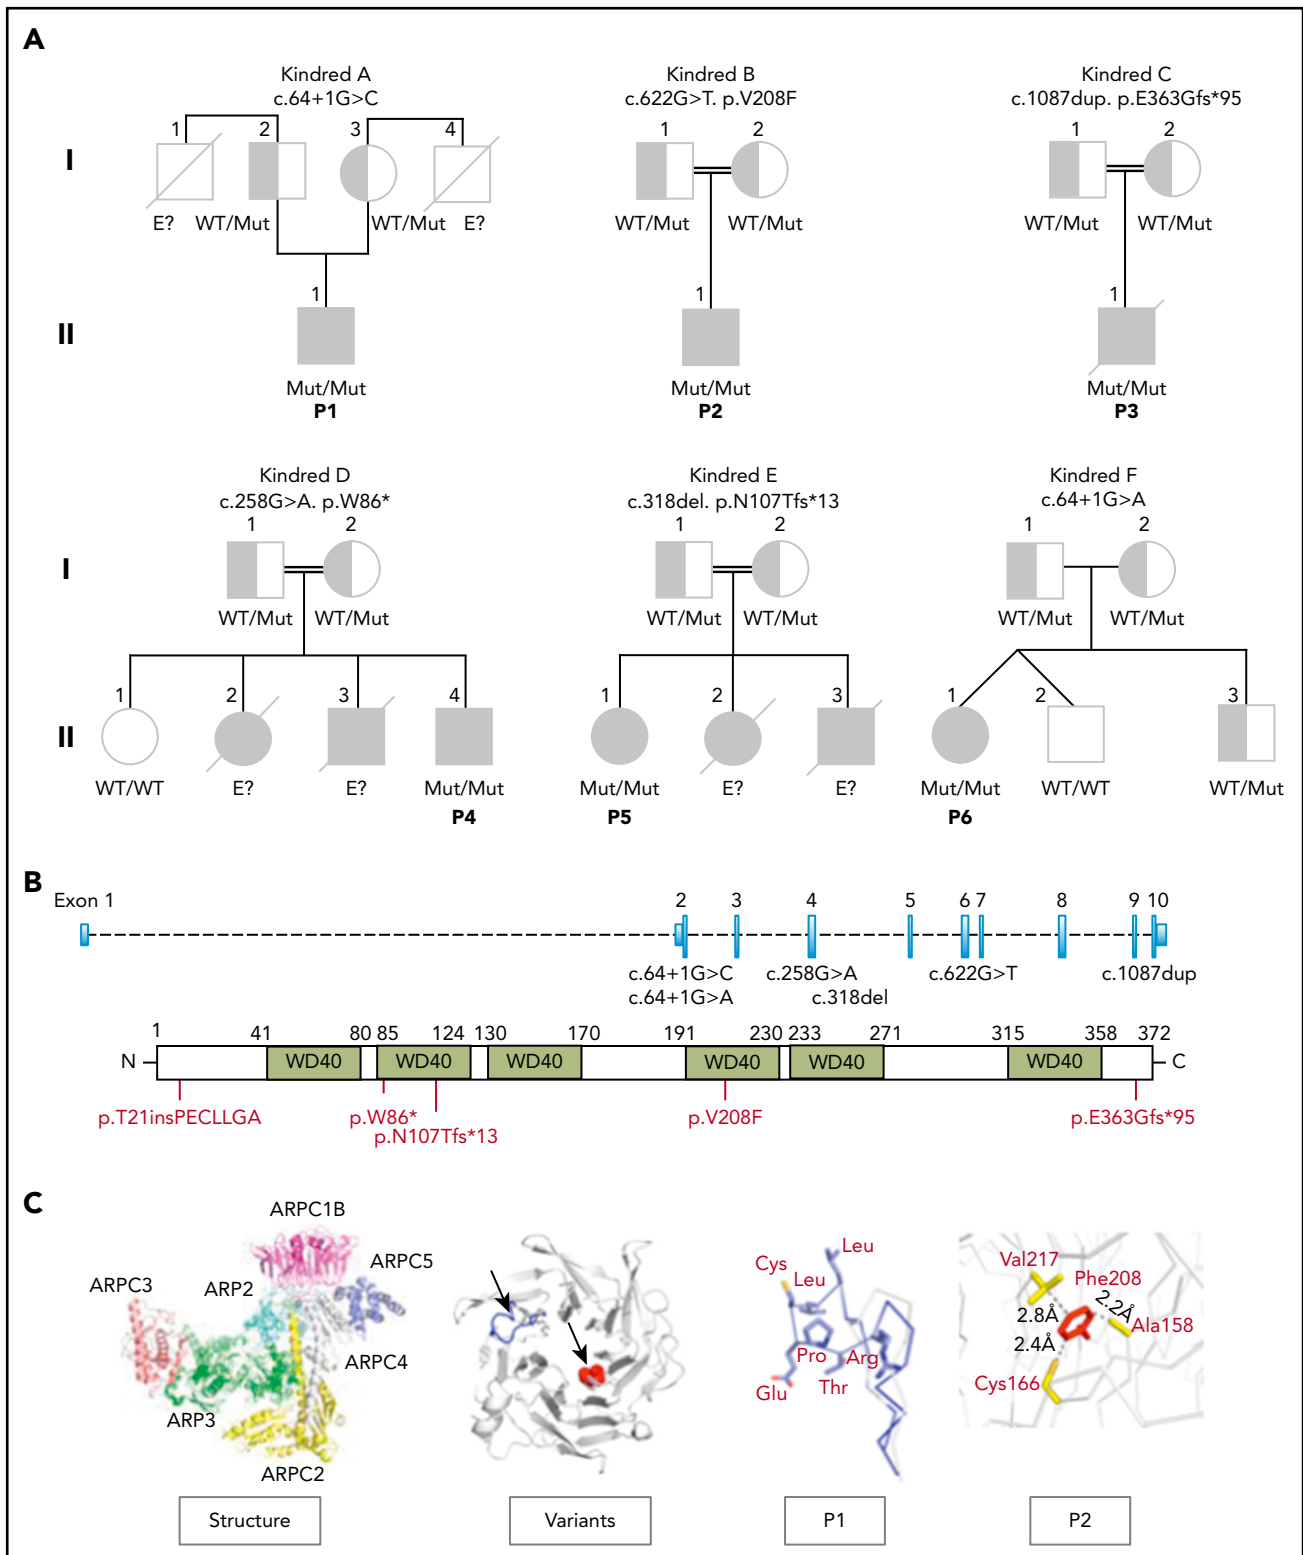 A
Kindred A
c.64+1G>C
Kindred B
c.622G>T. p.V208F
Kindred C
c.1087dup. p.E363Gfs*95
I
1 2 3 4
1 2
1 2
E? WT/Mut WT/Mut E?
WT/Mut WT/Mut
WT/Mut WT/Mut
II
1
1
1
Mut/Mut
P1
Mut/Mut
P2
Mut/Mut
P3
Kindred D
c.258G>A. p.W86*
Kindred E
c.318del. p.N107Tfs*13
Kindred F
c.64+1G>A
I
1 2
1 2
1 2
WT/Mut WT/Mut
WT/Mut WT/Mut
WT/Mut WT/Mut
II
1 2 3 4
1 2 3
1 2 3
WT/WT E? E? Mut/Mut
P4
Mut/Mut E? E?
P5
Mut/Mut WT/WT WT/Mut
P6
B
Exon 1 2 3 4 5 6 7 8 9 10
c.64+1G>C c.258G>A c.622G>T c.1087dup
c.64+1G>A c.318del
1 41 80 85 124 130 170 191 230 233 271 315 358 372
N WD40 WD40 WD40 WD40 WD40 WD40 C
p.T21insPECLLGA p.W86* p.V208F p.E363Gfs*95
p.N107Tfs*13
C
ARPC1B
ARPC5
ARPC3
ARP2
ARPC4
ARP3
ARPC2
Structure
Variants
Leu
Cys
Leu
Pro Arg
Glu Thr
P1
Val217
Phe208
2.8Å 2.2Å
Ala158
2.4Å
Cys166
P2